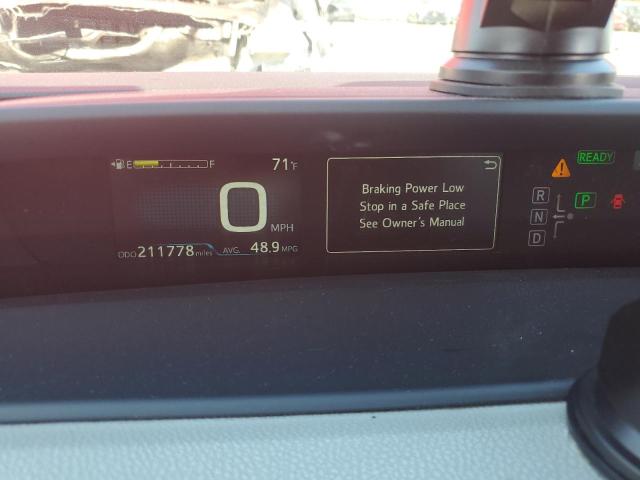 E F 71°F
0 MPH
ODO 211778 miles AVG. 48.9 MPG
Braking Power Low
Stop in a Safe Place
See Owner's Manual
READY
R
N
D
P